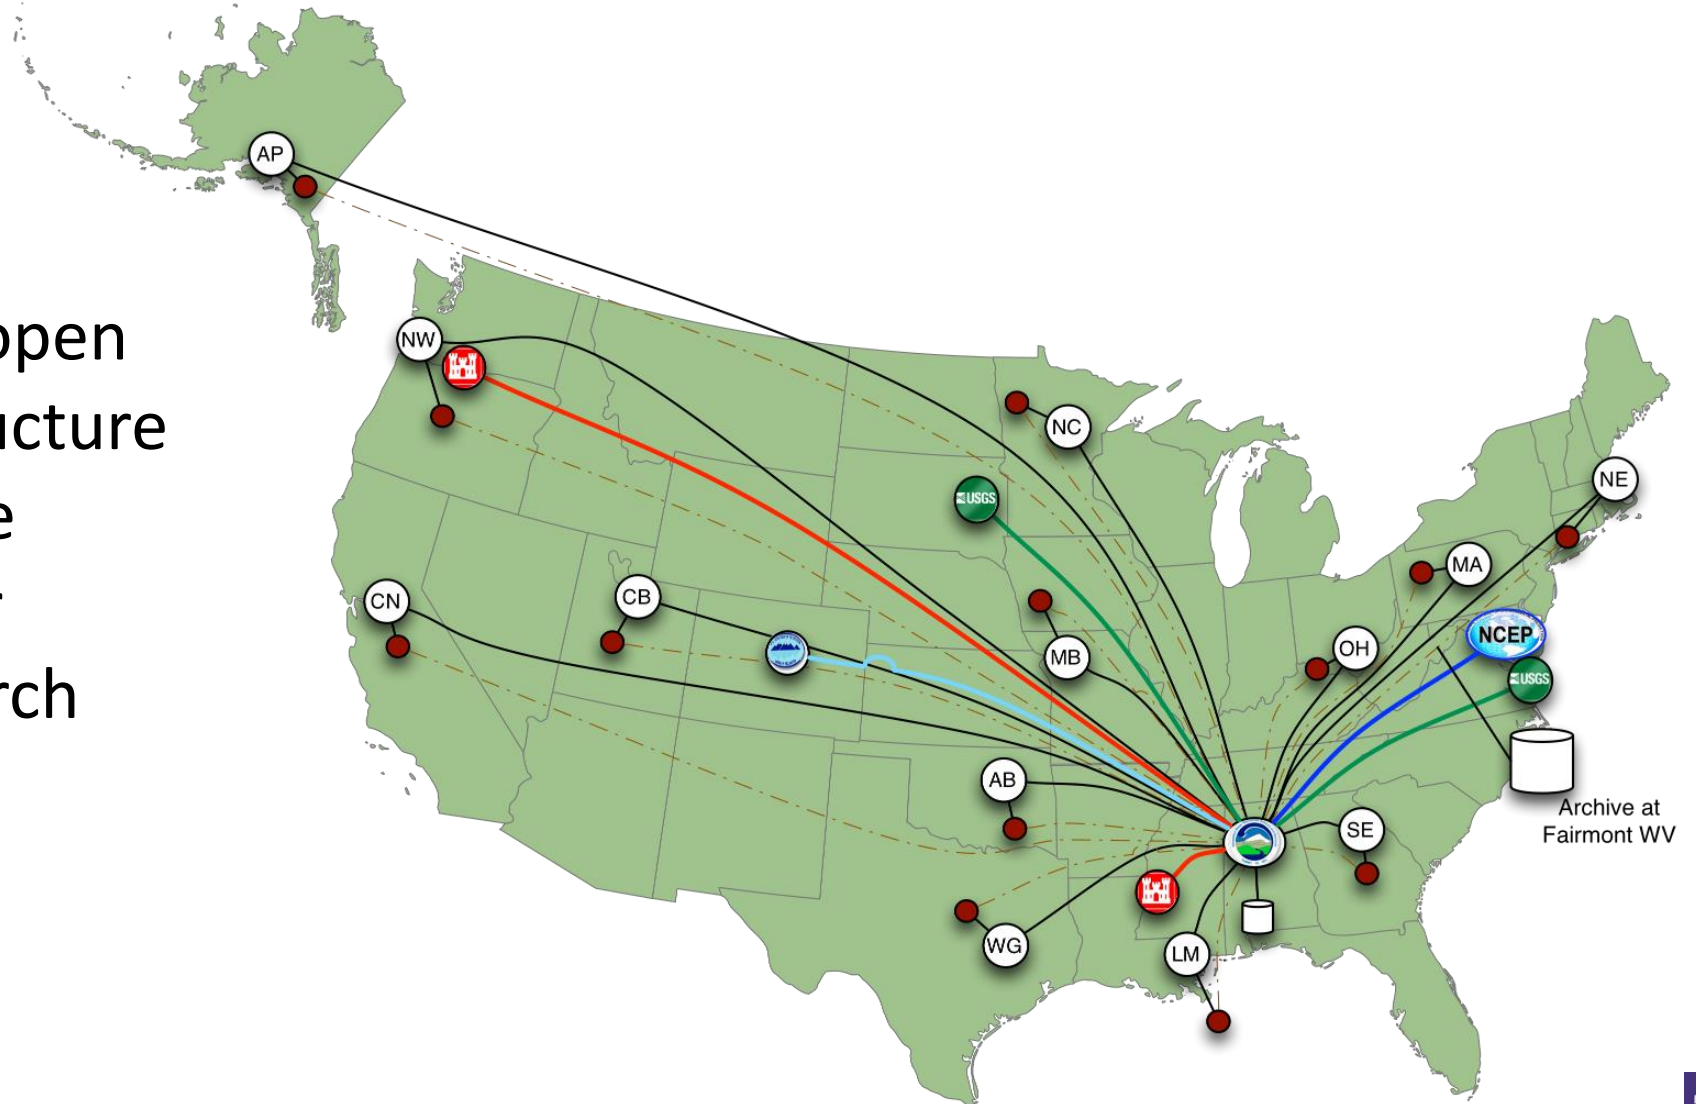 AP
open
NW
ucture
NC
USGS
NE
e
MA
CB
CN
NCEP
OH
MB
USGS
rch
AB
Archive at
Fairmont WV
SE
WG
LM